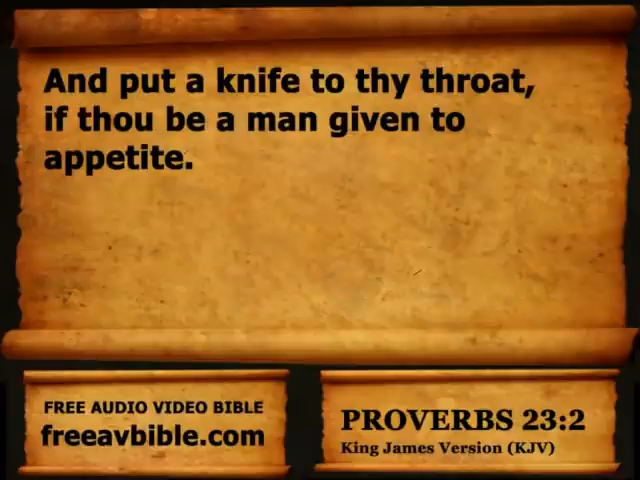 And put a knife to thy throat,
if thou be a man given to
appetite.
FREE AUDIO VIDEO BIBLE
freeavbible.com
PROVERBS 23:2
King James Version (KJV)